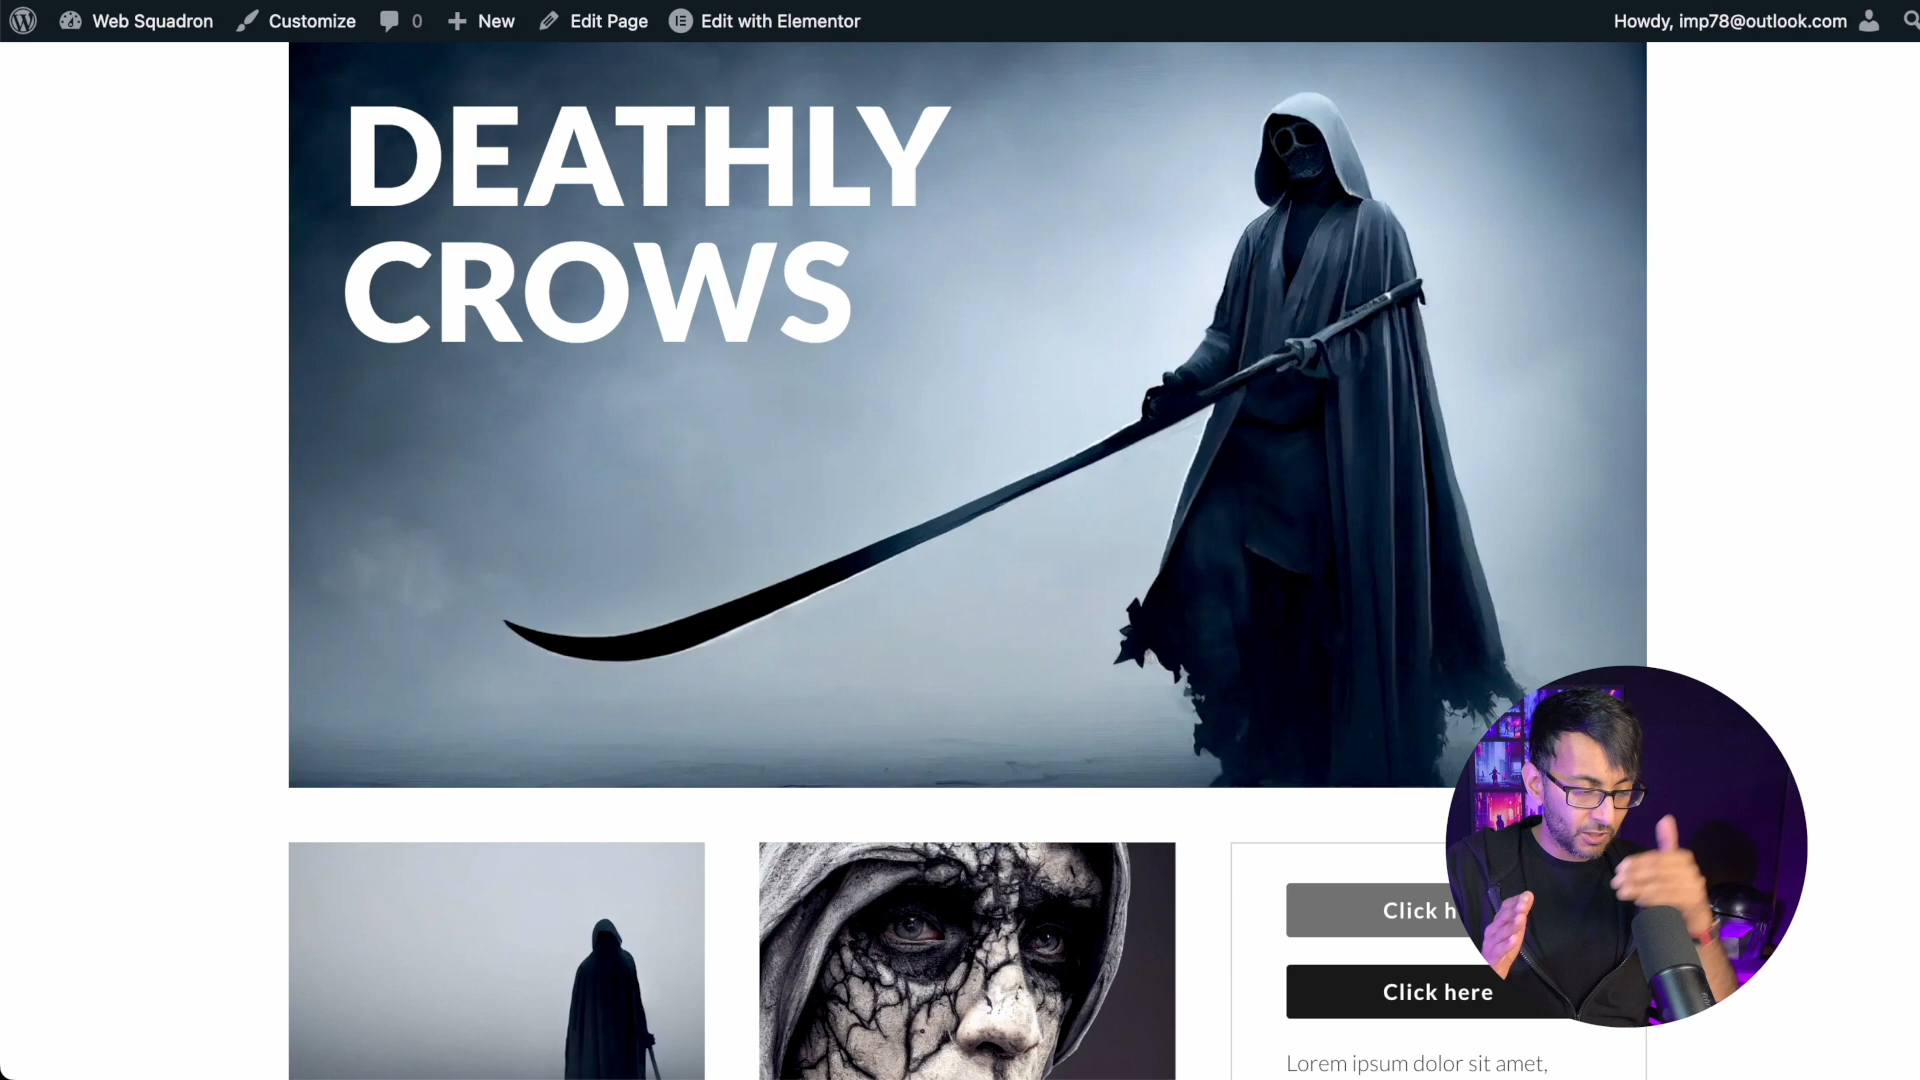 Web Squadron Customize 0 New Edit Page Edit with Elementor Howdy, imp78@outlook.com
DEATHLY
CROWS
Click h
Click here
Lorem ipsum dolor sit amet,